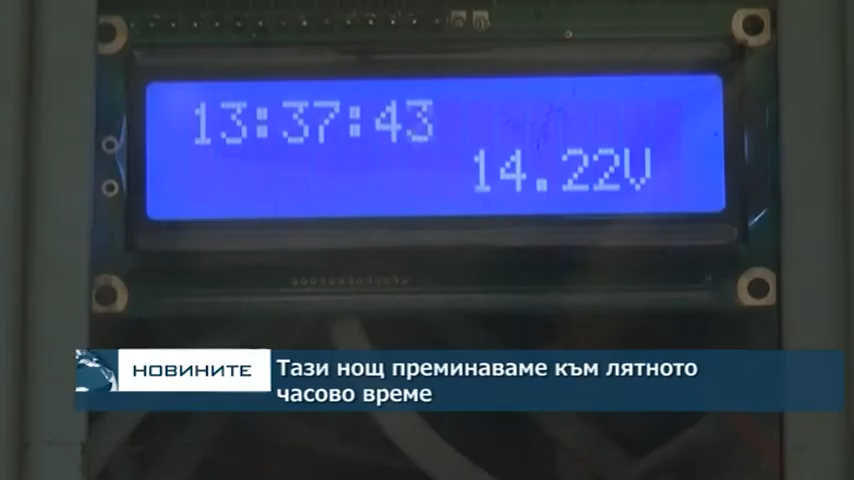 13:37:43
14.22V
НОВИНИТЕ
Тази нощ преминаваме към лятното
часово време